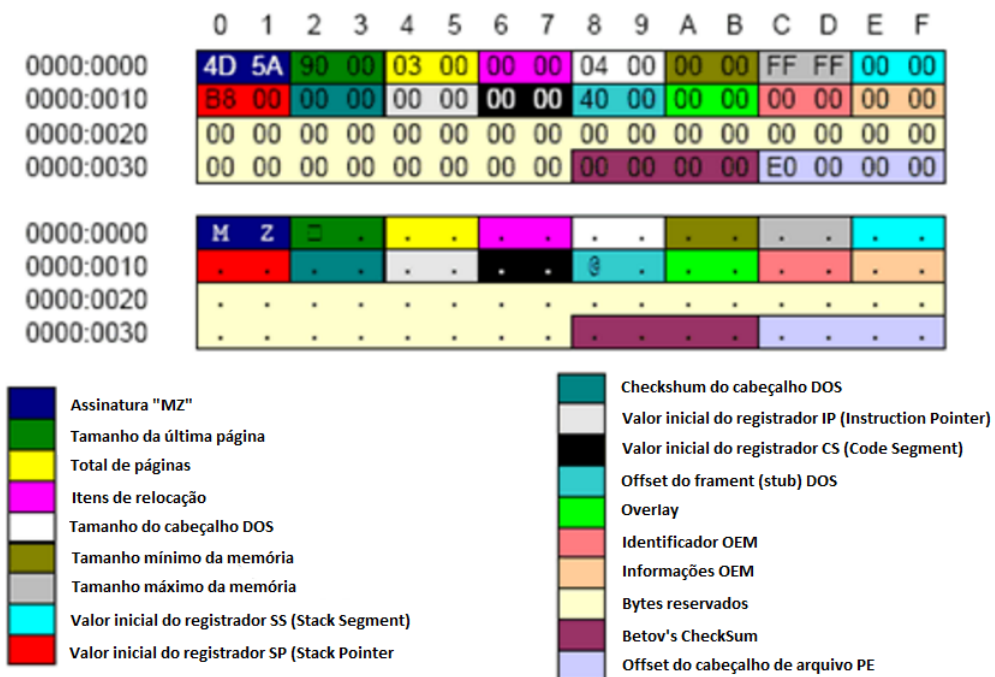 0 1 2 3 4 5 6 7 8 9 A B C D E F
0000:0000 4D 5A 90 00 03 00 00 00 04 00 00 00 FF FF 00 00
0000:0010 B8 00 00 00 00 00 00 00 40 00 00 00 00 00 00 00
0000:0020 00 00 00 00 00 00 00 00 00 00 00 00 00 00 00 00
0000:0030 00 00 00 00 00 00 00 00 00 00 00 00 E0 00 00 00
0000:0000 M Z □ . . . . . . . . . . . . .
0000:0010 . . . . . . . . @ . . . . . . .
0000:0020 . . . . . . . . . . . . . . . .
0000:0030 . . . . . . . . . . . . . . . .
Assinatura "MZ"
Tamanho da última página
Total de páginas
Itens de relocação
Tamanho do cabeçalho DOS
Tamanho mínimo da memória
Tamanho máximo da memória
Valor inicial do registrador SS (Stack Segment)
Valor inicial do registrador SP (Stack Pointer
Checkshum do cabeçalho DOS
Valor inicial do registrador IP (Instruction Pointer)
Valor inicial do registrador CS (Code Segment)
Offset do frament (stub) DOS
Overlay
Identificador OEM
Informações OEM
Bytes reservados
Betov's CheckSum
Offset do cabeçalho de arquivo PE